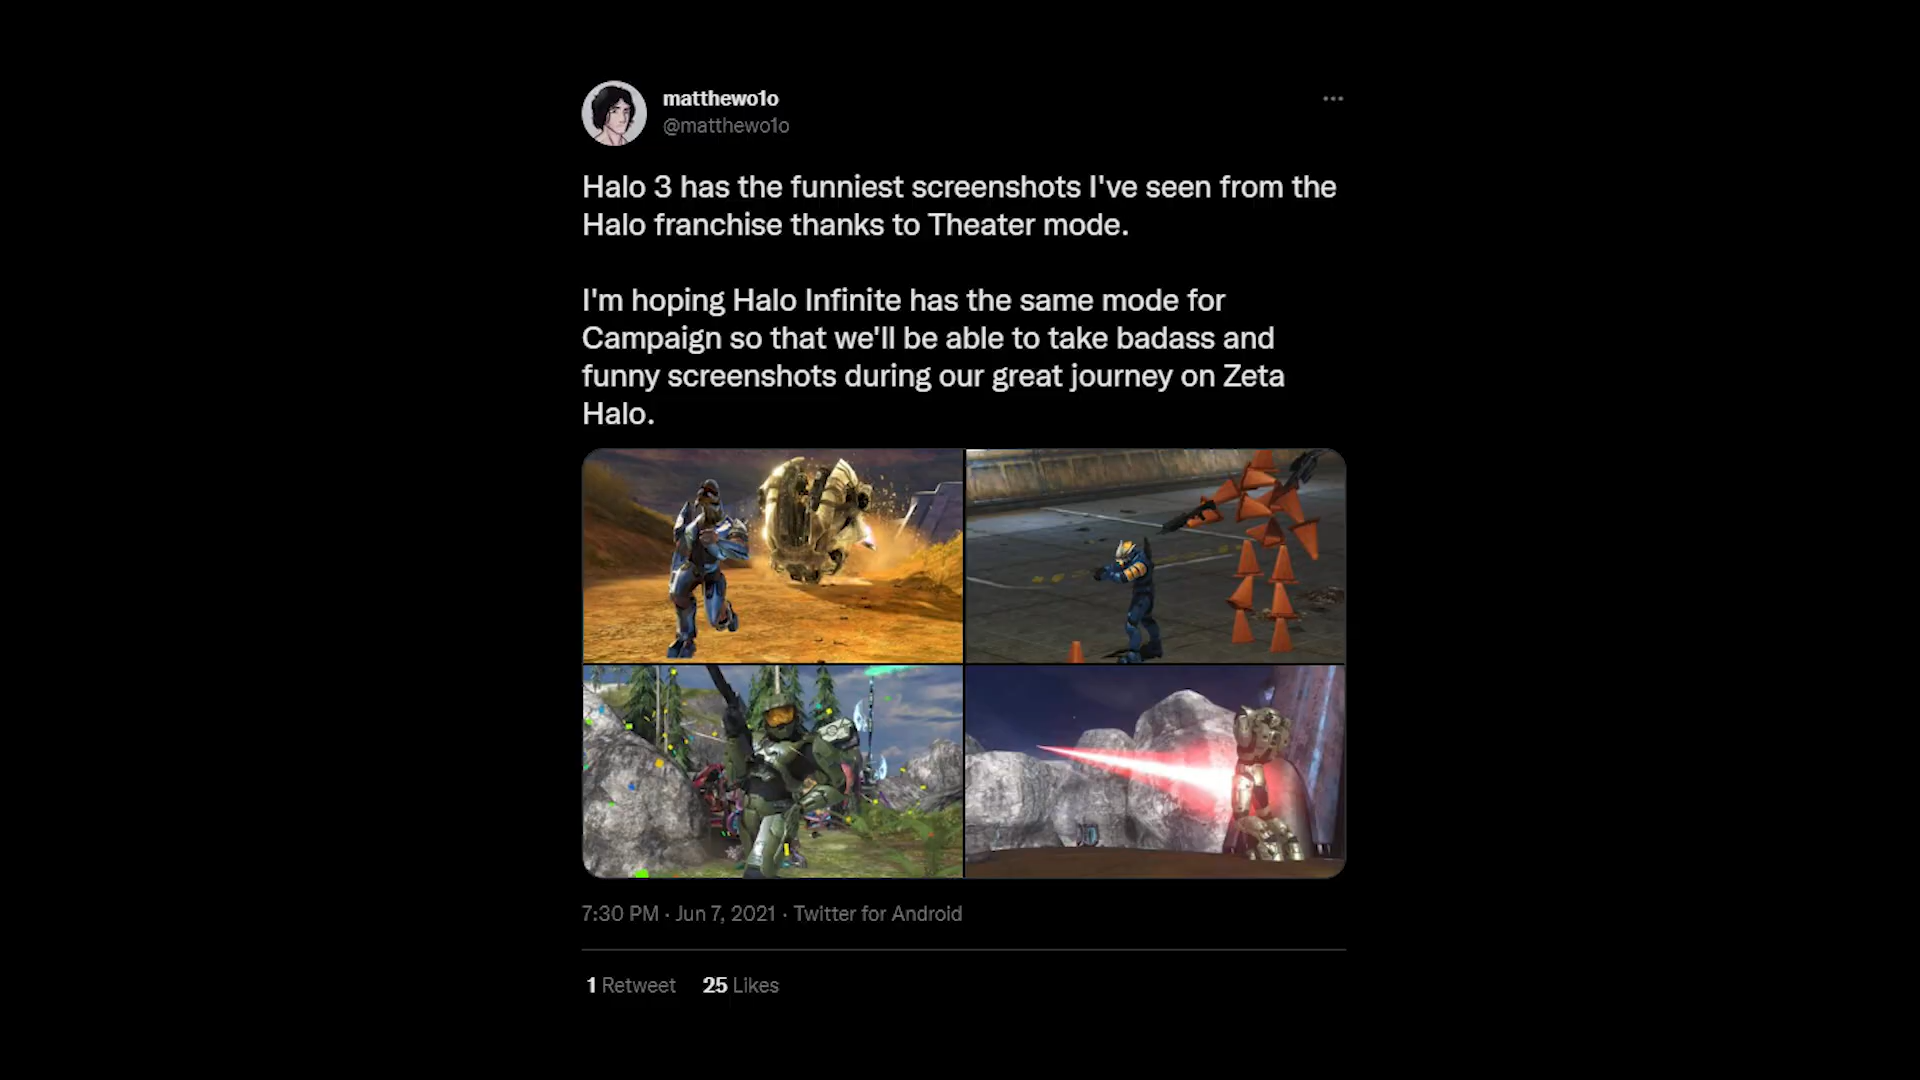 matthewo1o
@matthewo1o
Halo 3 has the funniest screenshots I've seen from the
Halo franchise thanks to Theater mode.
I'm hoping Halo Infinite has the same mode for
Campaign so that we'll be able to take badass and
funny screenshots during our great journey on Zeta
Halo.
7:30 PM · Jun 7, 2021 · Twitter for Android
1 Retweet 25 Likes